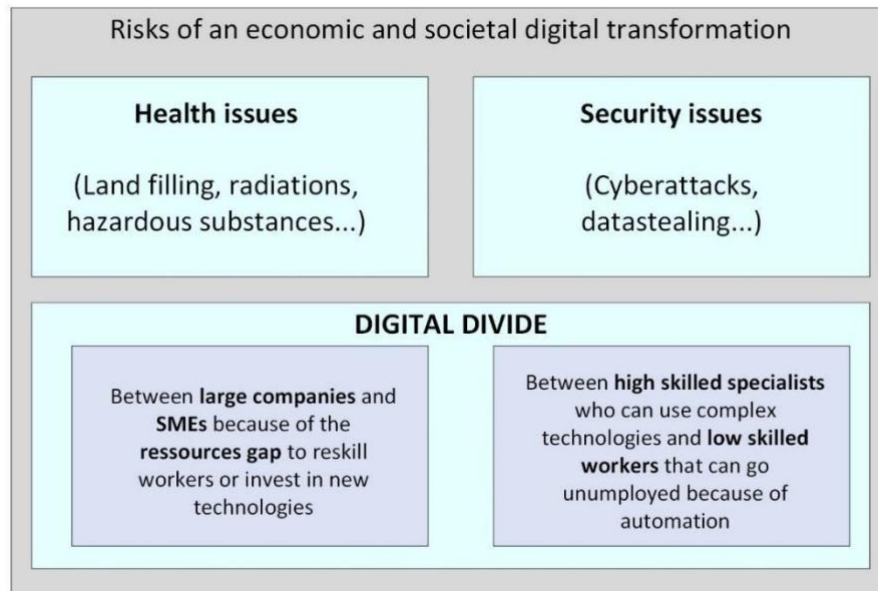 Risks of an economic and societal digital transformation
Health issues
(Land filling, radiations,
hazardous substances...)
Security issues
(Cyberattacks,
datastealing...)
DIGITAL DIVIDE
Between large companies and
SMEs because of the
ressources gap to reskill
workers or invest in new
technologies
Between high skilled specialists
who can use complex
technologies and low skilled
workers that can go
unumployed because of
automation